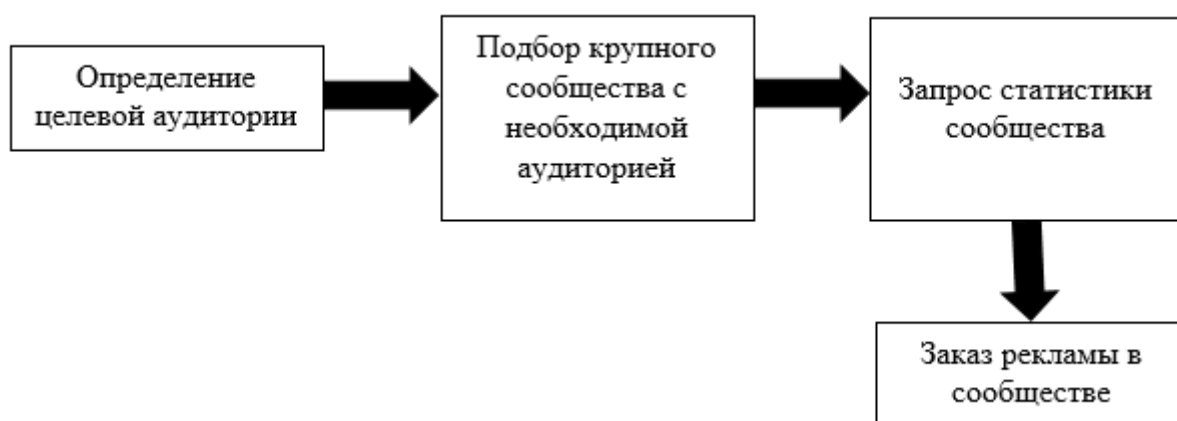 Определение
целевой аудитории
Подбор крупного
сообщества с
необходимой
аудиторией
Запрос статистики
сообщества
Заказ рекламы в
сообществе